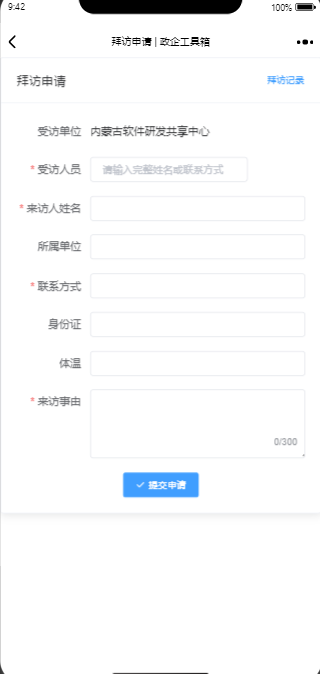 9:42 100%
拜访申请 | 政企工具箱
拜访申请 拜访记录
受访单位 内蒙古软件研发共享中心
* 受访人员 请输入完整姓名或联系方式
* 来访人姓名
所属单位
* 联系方式
身份证
体温
* 来访事由
0/300
提交申请